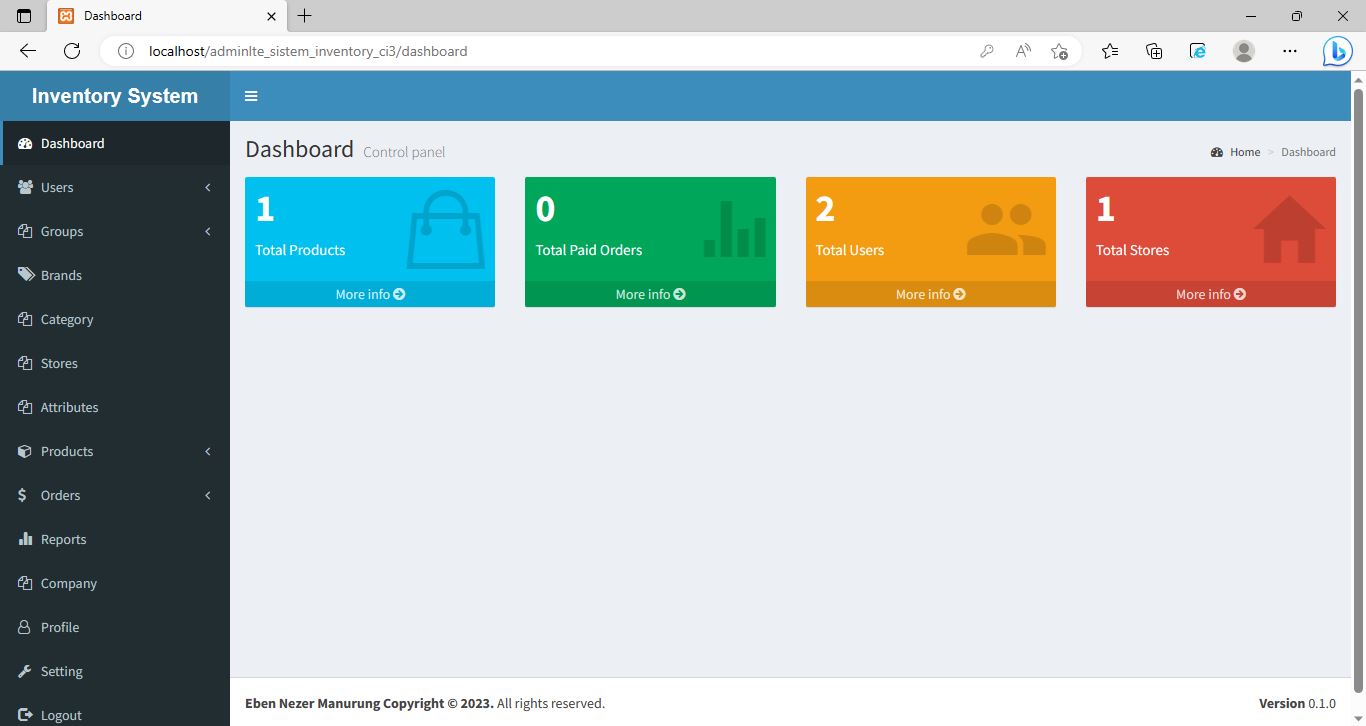 Dashboard
localhost/adminlte_sistem_inventory_ci3/dashboard
Inventory System
Dashboard
Users
Groups
Brands
Category
Stores
Attributes
Products
Orders
Reports
Company
Profile
Setting
Logout
Dashboard Control panel
Home > Dashboard
1
Total Products
More info
0
Total Paid Orders
More info
2
Total Users
More info
1
Total Stores
More info
Eben Nezer Manurung Copyright © 2023. All rights reserved.
Version 0.1.0